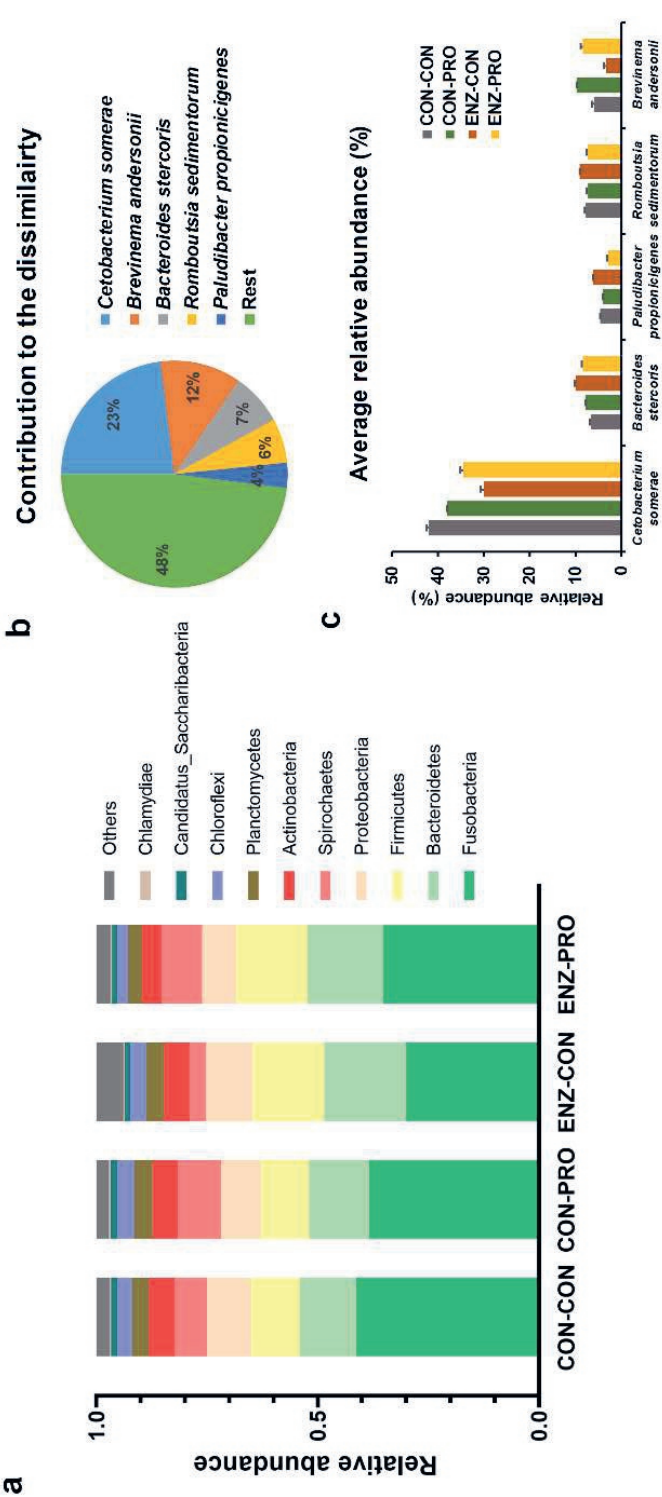 a
Relative abundance
1.0
0.5
0.0
CON-CON
CON-PRO
ENZ-CON
ENZ-PRO
Others
Chlamydiae
Candidatus_Saccharibacteria
Chloroflexi
Planctomycetes
Actinobacteria
Spirochaetes
Proteobacteria
Firmicutes
Bacteroidetes
Fusobacteria
b
Contribution to the dissimilairty
23%
12%
7%
6%
4%
48%
Cetobacterium somerae
Brevinema andersonii
Bacteroides stercoris
Romboutsia sedimentorum
Paludibacter propionicigenes
Rest
c
Average relative abundance (%)
Relative abundance (%)
50
40
30
20
10
0
CON-CON
CON-PRO
ENZ-CON
ENZ-PRO
Cetobacterium
somerae
Bacteroides
stercoris
Paludibacter
propionicigenes
Romboutsia
sedimentorum
Brevinema
andersonii